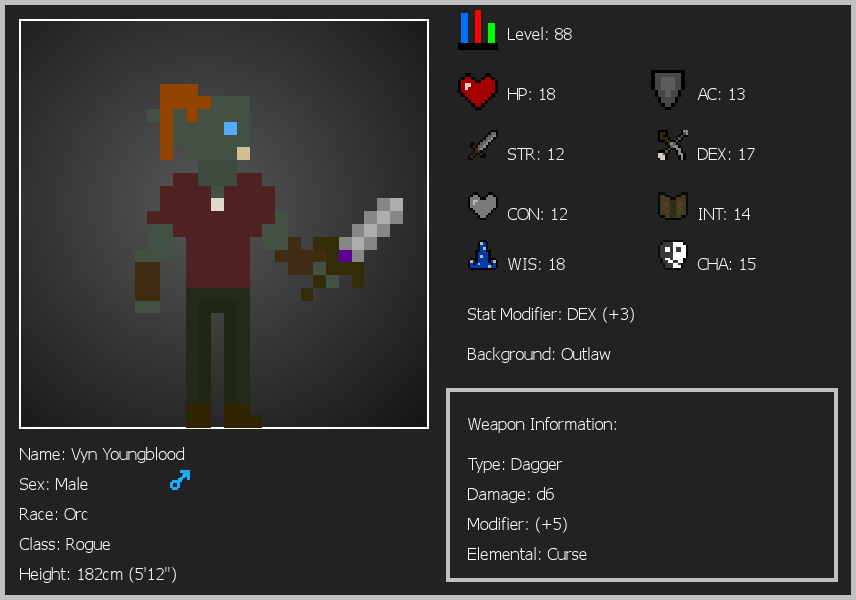 Level: 88
HP: 18
AC: 13
STR: 12
DEX: 17
CON: 12
INT: 14
WIS: 18
CHA: 15
Stat Modifier: DEX (+3)
Background: Outlaw
Weapon Information:
Type: Dagger
Damage: d6
Modifier: (+5)
Elemental: Curse
Name: Vyn Youngblood
Sex: Male
Race: Orc
Class: Rogue
Height: 182cm (5'12")